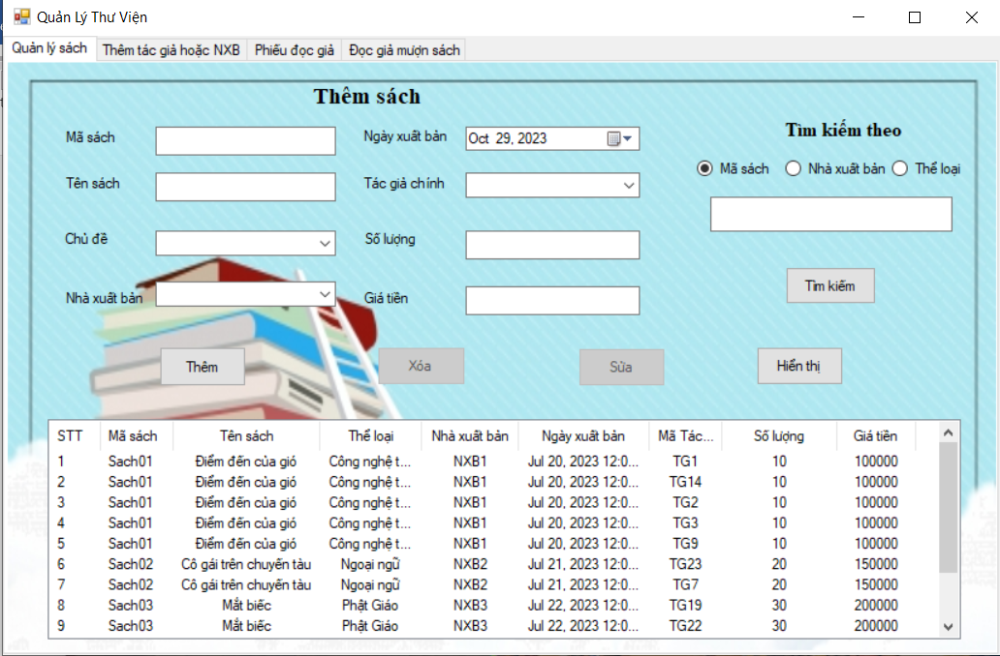 Quản Lý Thư Viện
Quản lý sách Thêm tác giả hoặc NXB Phiếu đọc giả Đọc giả mượn sách
Thêm sách
Tìm kiếm theo
Mã sách Ngày xuất bản Oct 29, 2023
Mã sách Nhà xuất bản Thể loại
Tên sách Tác giả chính
Chủ đề Số lượng
Nhà xuất bản Giá tiền
Tìm kiếm
Thêm Xóa Sửa Hiển thị
STT Mã sách Tên sách Thể loại Nhà xuất bản Ngày xuất bản Mã Tác... Số lượng Giá tiền
1 Sach01 Điểm đến của gió Công nghệ t... NXB1 Jul 20, 2023 12:0... TG1 10 100000
2 Sach01 Điểm đến của gió Công nghệ t... NXB1 Jul 20, 2023 12:0... TG14 10 100000
3 Sach01 Điểm đến của gió Công nghệ t... NXB1 Jul 20, 2023 12:0... TG2 10 100000
4 Sach01 Điểm đến của gió Công nghệ t... NXB1 Jul 20, 2023 12:0... TG3 10 100000
5 Sach01 Điểm đến của gió Công nghệ t... NXB1 Jul 20, 2023 12:0... TG9 10 100000
6 Sach02 Cô gái trên chuyến tàu Ngoại ngữ NXB2 Jul 21, 2023 12:0... TG23 20 150000
7 Sach02 Cô gái trên chuyến tàu Ngoại ngữ NXB2 Jul 21, 2023 12:0... TG7 20 150000
8 Sach03 Mắt biếc Phật Giáo NXB3 Jul 22, 2023 12:0... TG19 30 200000
9 Sach03 Mắt biếc Phật Giáo NXB3 Jul 22, 2023 12:0... TG22 30 200000